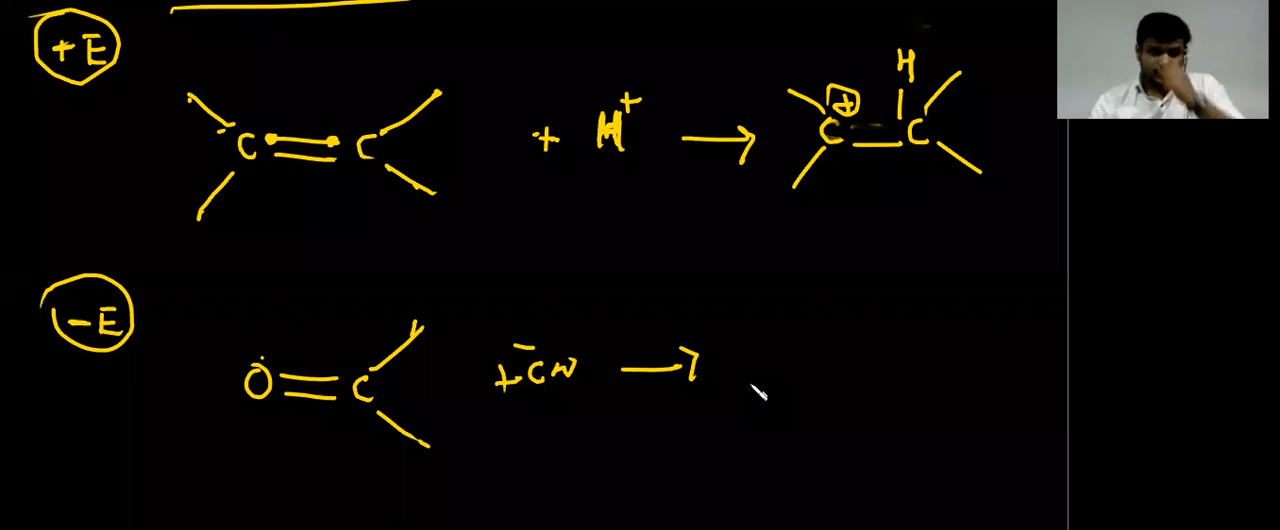 +E
C = C + H⁺ → C⊕ — C
H
-E
O = C + ⁻CN →